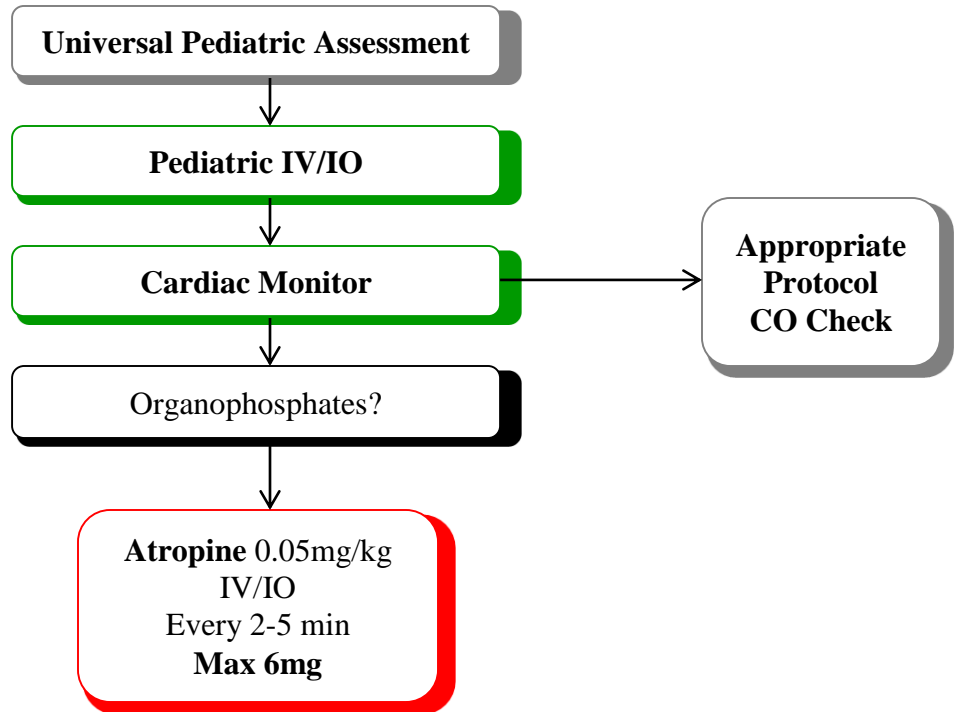 Universal Pediatric Assessment
Pediatric IV/IO
Cardiac Monitor
Appropriate
Protocol
CO Check
Organophosphates?
Atropine 0.05mg/kg
IV/IO
Every 2-5 min
Max 6mg